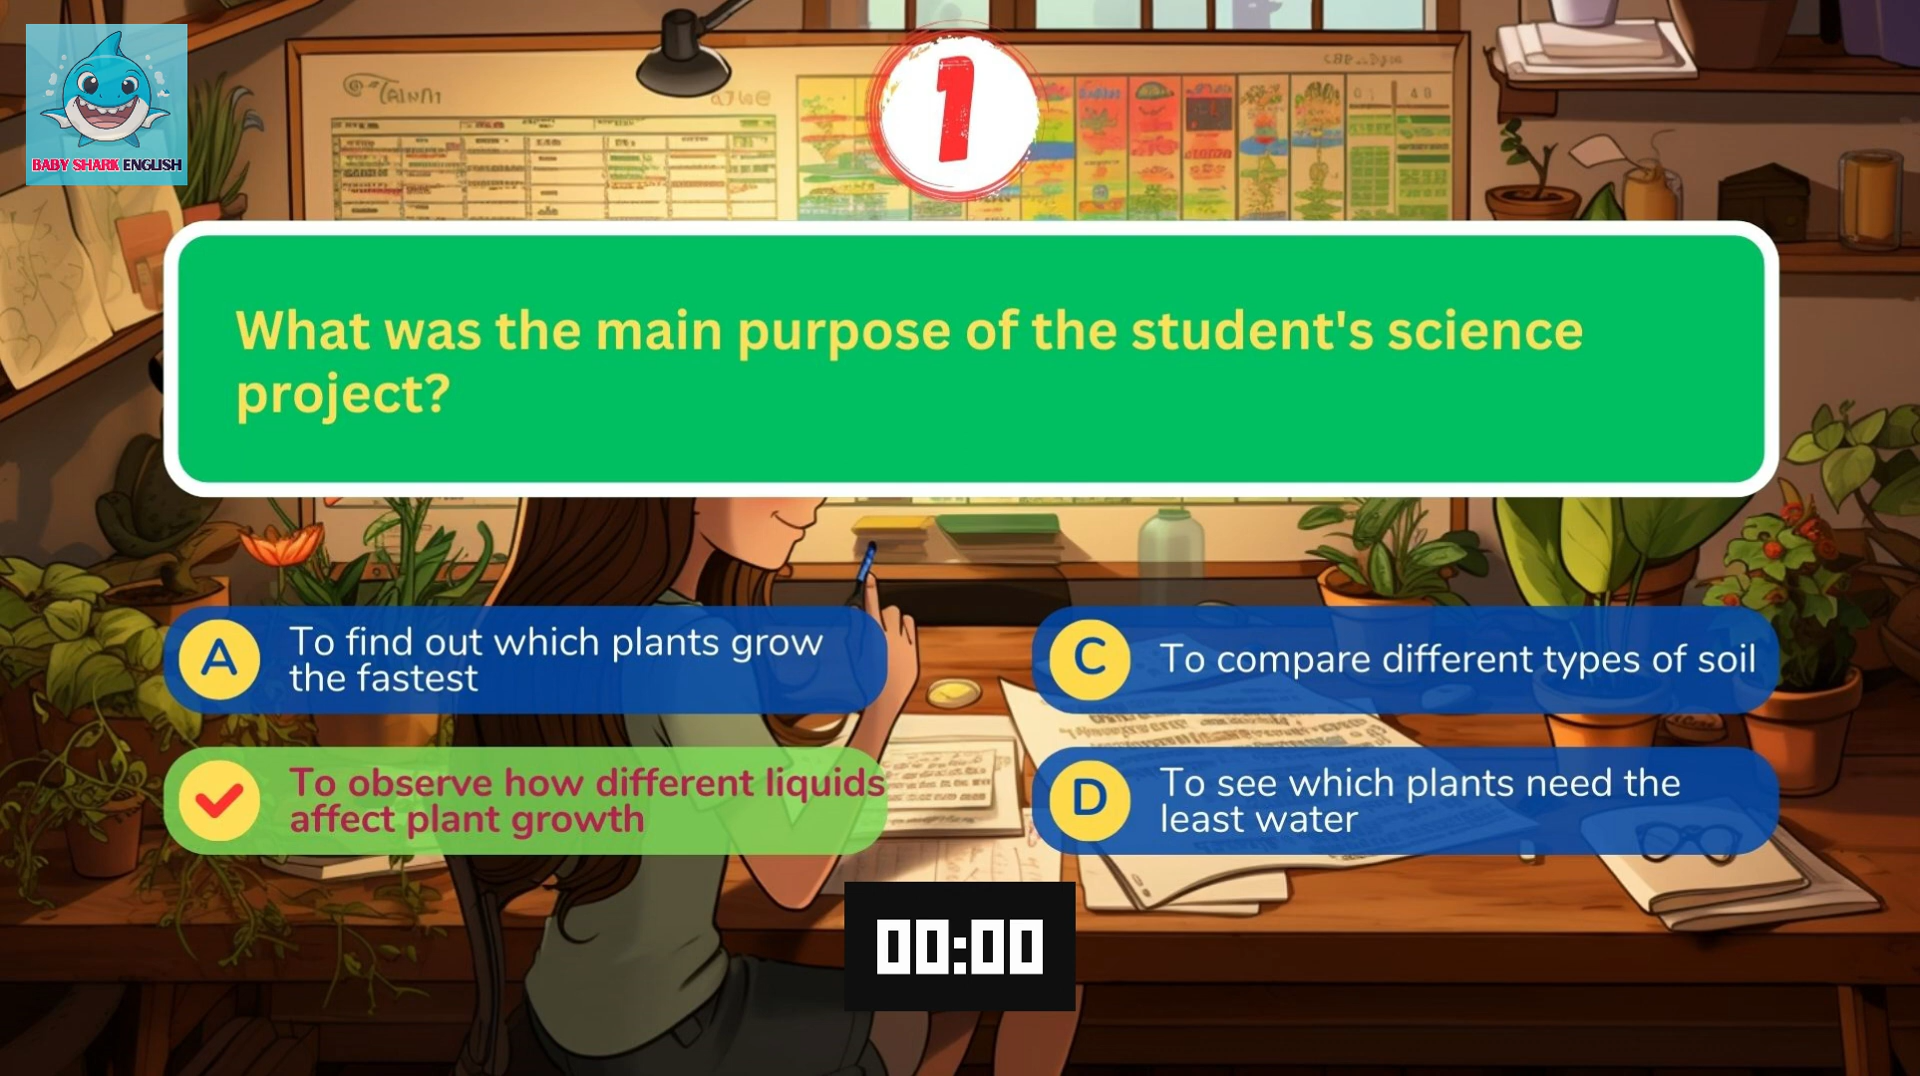 BABY SHARK ENGLISH
1
What was the main purpose of the student's science
project?
A
To find out which plants grow
the fastest
To observe how different liquids
affect plant growth
C
To compare different types of soil
D
To see which plants need the
least water
00:00